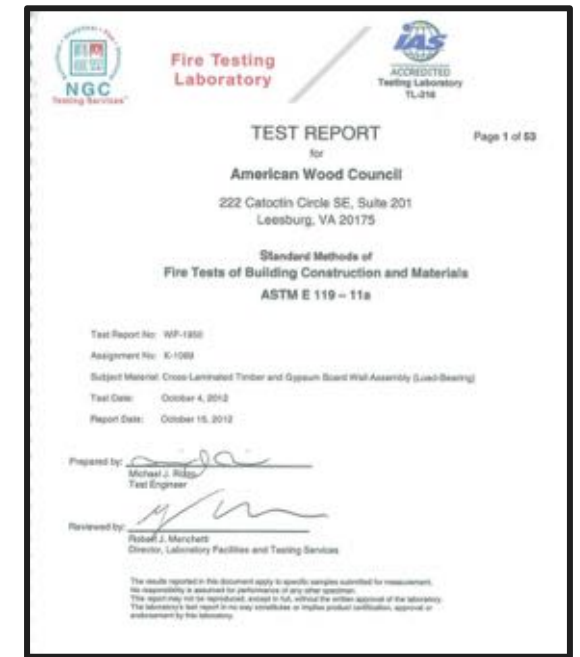 NGC
Testing Services
Fire Testing
Laboratory
IAS
ACCREDITED
Testing Laboratory
TL-216
TEST REPORT
Page 1 of 53
for
American Wood Council
222 Catoctin Circle SE, Suite 201
Leesburg, VA 20175
Standard Methods of
Fire Tests of Building Construction and Materials
ASTM E 119 – 11a
Test Report No: WP-1950
Assignment No: K-1089
Subject Material: Cross-Laminated Timber and Gypsum Board Wall Assembly (Load-Bearing)
Test Date: October 4, 2012
Report Date: October 15, 2012
Prepared by:
Michael J. Rizzo
Test Engineer
Reviewed by:
Robert J. Menchetti
Director, Laboratory Facilities and Testing Services
The results reported in this document apply to specific samples submitted for measurement.
No responsibility is assumed for performance of any other specimen.
This report may not be reproduced, except in full, without the written approval of the laboratory.
The laboratory's test report in no way constitutes or implies product certification, approval or
endorsement by this laboratory.